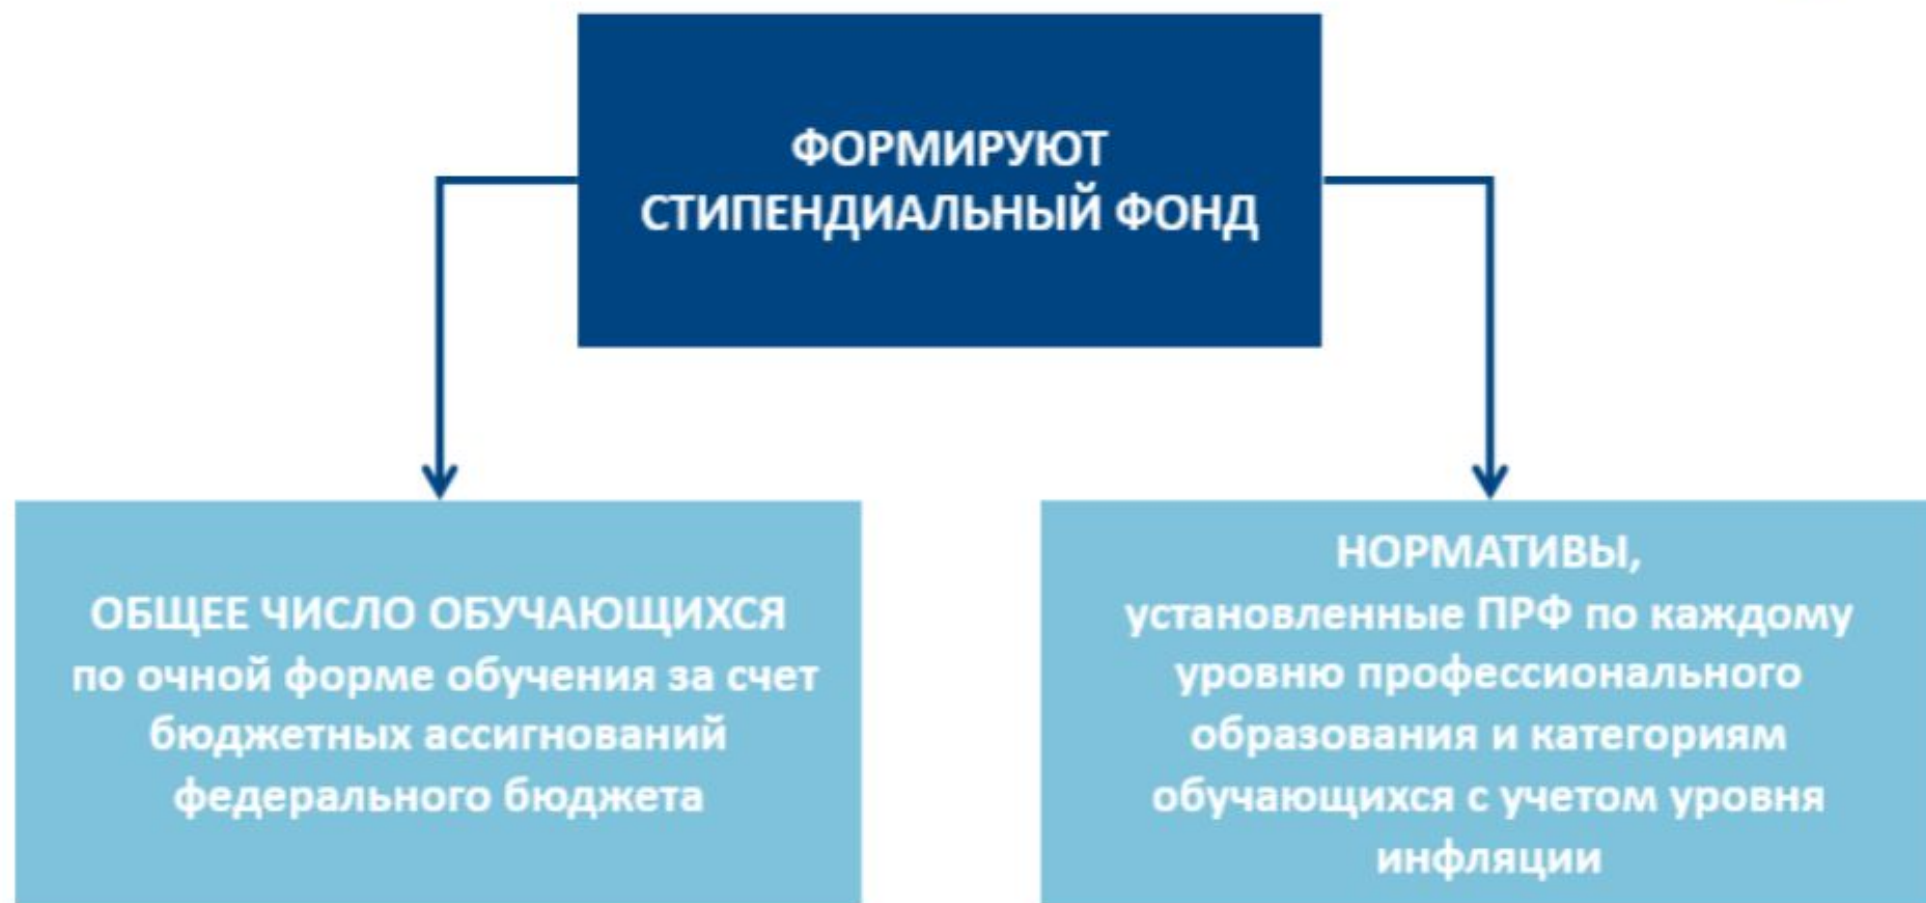 ФОРМИРУЮТ
СТИПЕНДИАЛЬНЫЙ ФОНД
ОБЩЕЕ ЧИСЛО ОБУЧАЮЩИХСЯ
по очной форме обучения за счет
бюджетных ассигнований
федерального бюджета
НОРМАТИВЫ,
установленные ПРФ по каждому
уровню профессионального
образования и категориям
обучающихся с учетом уровня
инфляции